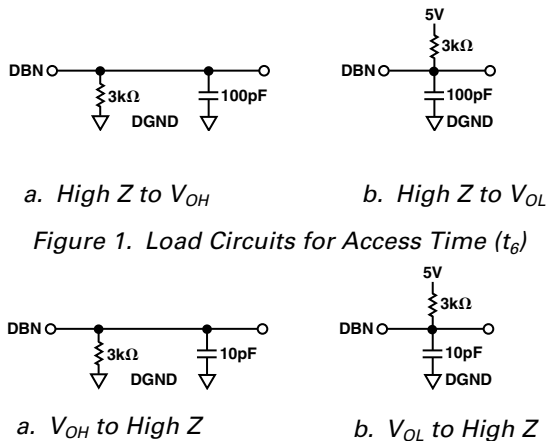 5V
DBN
3kΩ
DGND
100pF
DBN
3kΩ
100pF
DGND
a. High Z to VOH
b. High Z to VOL
Figure 1. Load Circuits for Access Time (t6)
5V
DBN
3kΩ
DGND
10pF
DBN
3kΩ
10pF
DGND
a. VOH to High Z
b. VOL to High Z